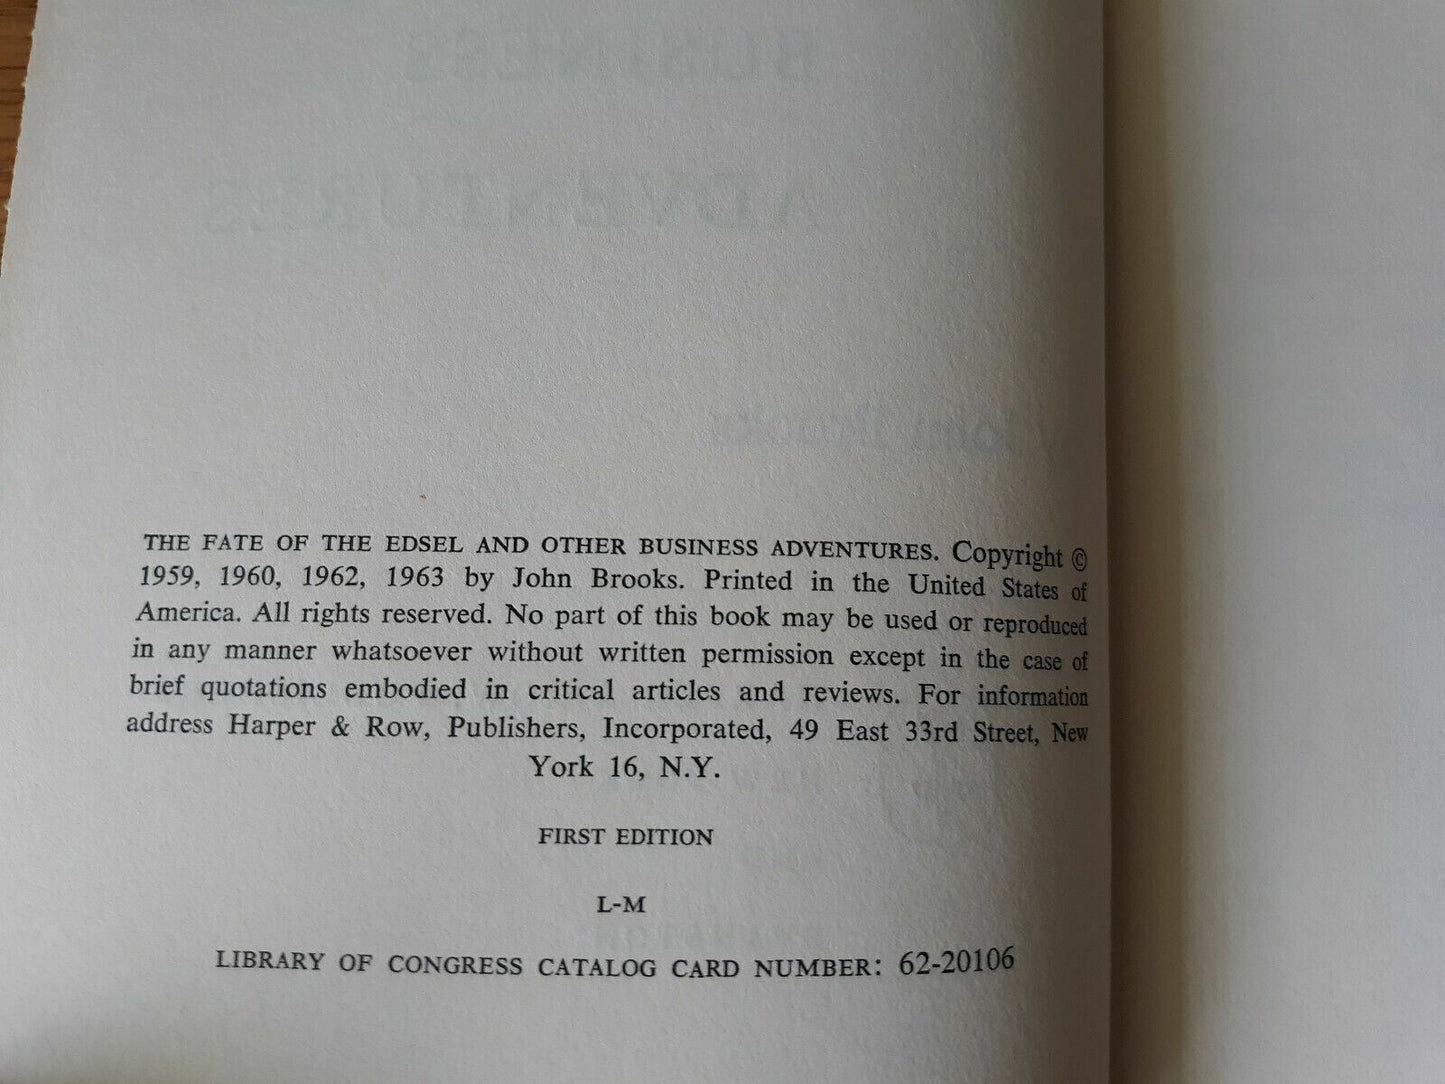 THE FATE OF THE EDSEL AND OTHER BUSINESS ADVENTURES. Copyright ©
1959, 1960, 1962, 1963 by John Brooks. Printed in the United States of
America. All rights reserved. No part of this book may be used or reproduced
in any manner whatsoever without written permission except in the case of
brief quotations embodied in critical articles and reviews. For information
address Harper & Row, Publishers, Incorporated, 49 East 33rd Street, New
York 16, N.Y.
FIRST EDITION
L-M
LIBRARY OF CONGRESS CATALOG CARD NUMBER: 62-20106